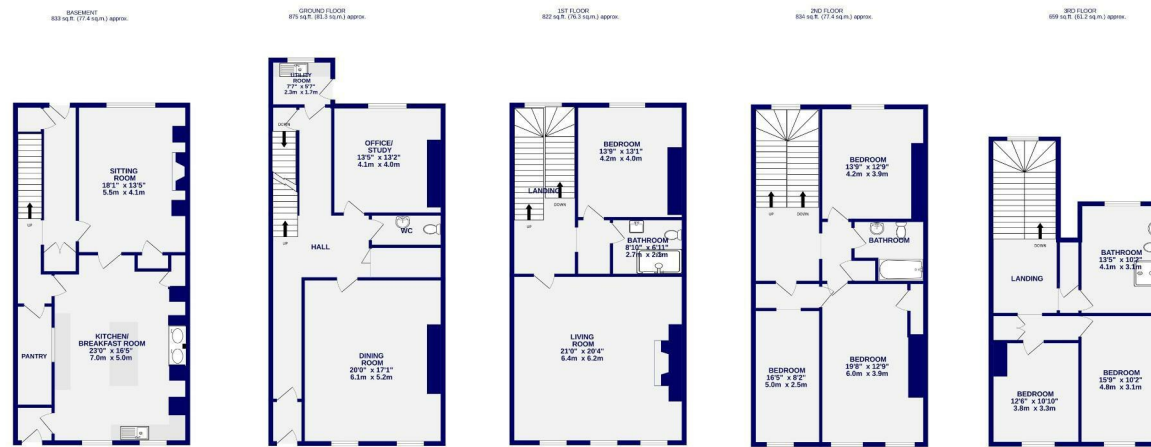 BASEMENT
833 sq.ft. (77.4 sq.m.) approx.
SITTING
ROOM
18'1" x 13'5"
5.5m x 4.1m
UP
KITCHEN/
BREAKFAST ROOM
23'0" x 16'5"
7.0m x 5.0m
PANTRY
GROUND FLOOR
875 sq.ft. (81.3 sq.m.) approx.
UTILITY
ROOM
7'7" x 5'7"
2.3m x 1.7m
DOWN
OFFICE/
STUDY
13'5" x 13'2"
4.1m x 4.0m
UP
WC
HALL
DINING
ROOM
20'0" x 17'1"
6.1m x 5.2m
1ST FLOOR
822 sq.ft. (76.3 sq.m.) approx.
BEDROOM
13'9" x 13'1"
4.2m x 4.0m
LANDING
DOWN
UP
BATHROOM
8'10" x 6'11"
2.7m x 2.1m
LIVING
ROOM
21'0" x 20'4"
6.4m x 6.2m
2ND FLOOR
834 sq.ft. (77.4 sq.m.) approx.
BEDROOM
13'9" x 12'9"
4.2m x 3.9m
UP
DOWN
BATHROOM
BEDROOM
19'8" x 12'9"
6.0m x 3.9m
BEDROOM
16'5" x 8'2"
5.0m x 2.5m
3RD FLOOR
659 sq.ft. (61.2 sq.m.) approx.
DOWN
BATHROOM
13'5" x 10'2"
4.1m x 3.1m
LANDING
BEDROOM
15'9" x 10'2"
4.8m x 3.1m
BEDROOM
12'6" x 10'10"
3.8m x 3.3m